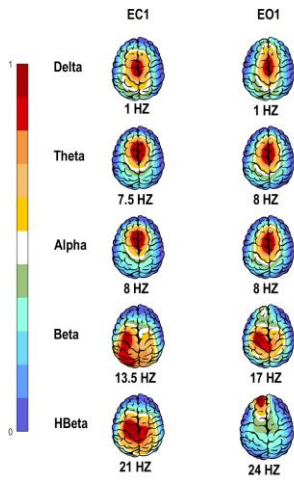 EC1 EO1
1
Delta
1 HZ 1 HZ
Theta
7.5 HZ 8 HZ
Alpha
8 HZ 8 HZ
Beta
13.5 HZ 17 HZ
HBeta
0
21 HZ 24 HZ